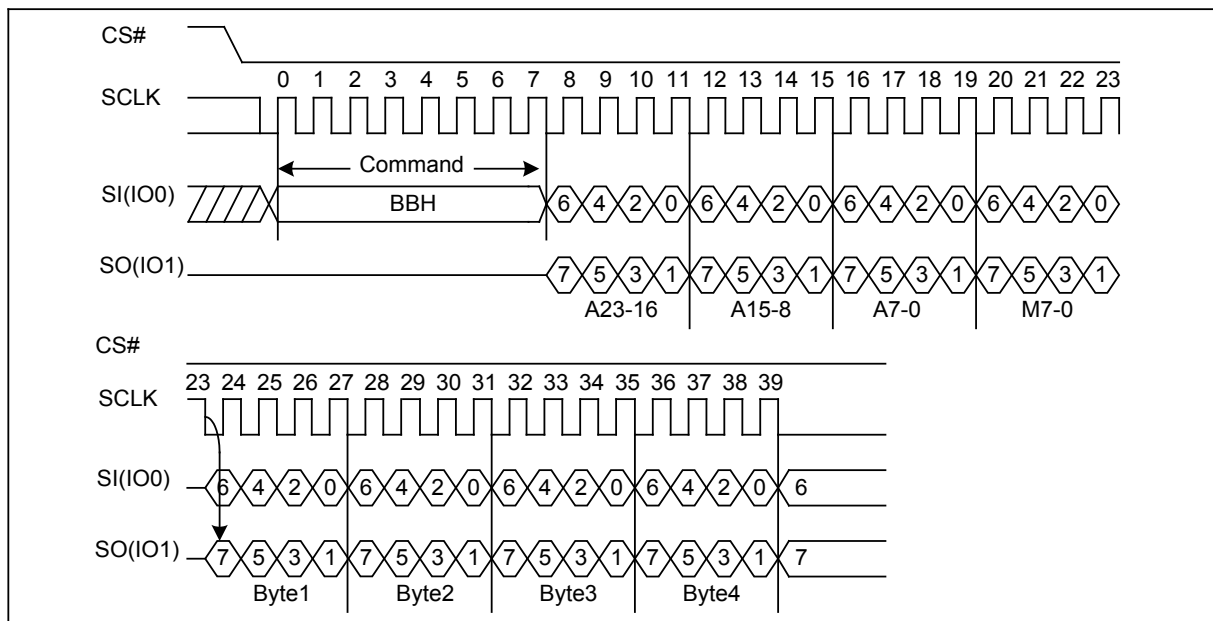 CS#
0 1 2 3 4 5 6 7 8 9 10 11 12 13 14 15 16 17 18 19 20 21 22 23
SCLK
Command
SI(IO0) BBH 6 4 2 0 6 4 2 0 6 4 2 0 6 4 2 0
SO(IO1) 7 5 3 1 7 5 3 1 7 5 3 1 7 5 3 1
A23-16 A15-8 A7-0 M7-0
CS#
23 24 25 26 27 28 29 30 31 32 33 34 35 36 37 38 39
SCLK
SI(IO0) 6 4 2 0 6 4 2 0 6 4 2 0 6 4 2 0 6
SO(IO1) 7 5 3 1 7 5 3 1 7 5 3 1 7 5 3 1 7
Byte1 Byte2 Byte3 Byte4